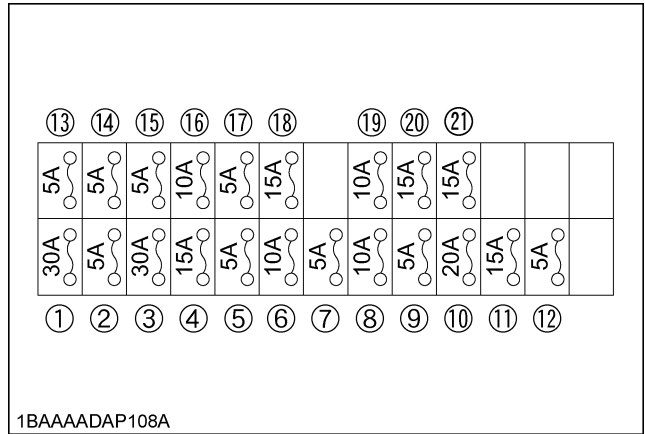 ⑬ ⑭ ⑮ ⑯ ⑰ ⑱ ⑲ ⑳ ㉑
5A 5A 5A 10A 5A 15A 10A 15A 15A
30A 5A 30A 15A 5A 10A 5A 10A 5A 20A 15A 5A
① ② ③ ④ ⑤ ⑥ ⑦ ⑧ ⑨ ⑩ ⑪ ⑫
1BAAAADAP108A